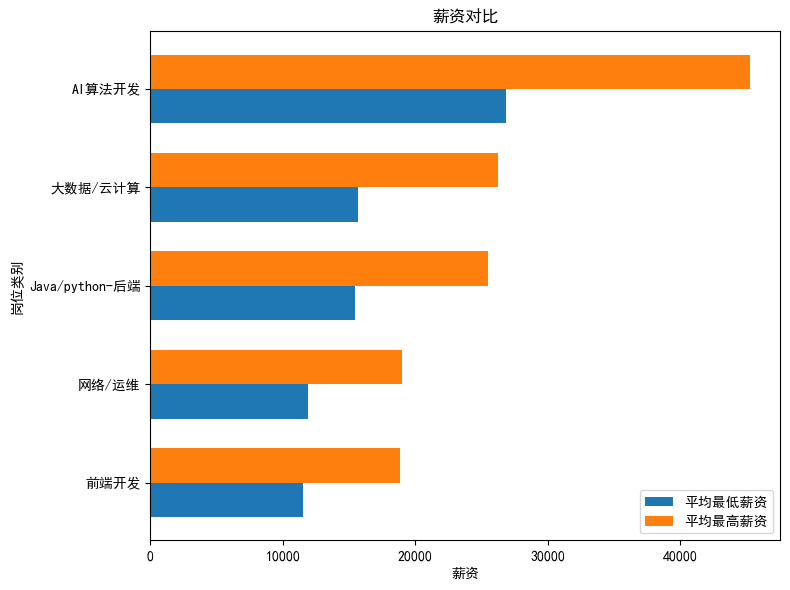 薪资对比
AI算法开发
大数据/云计算
Java/python-后端
网络/运维
前端开发
岗位类别
0 10000 20000 30000 40000
薪资
平均最低薪资
平均最高薪资